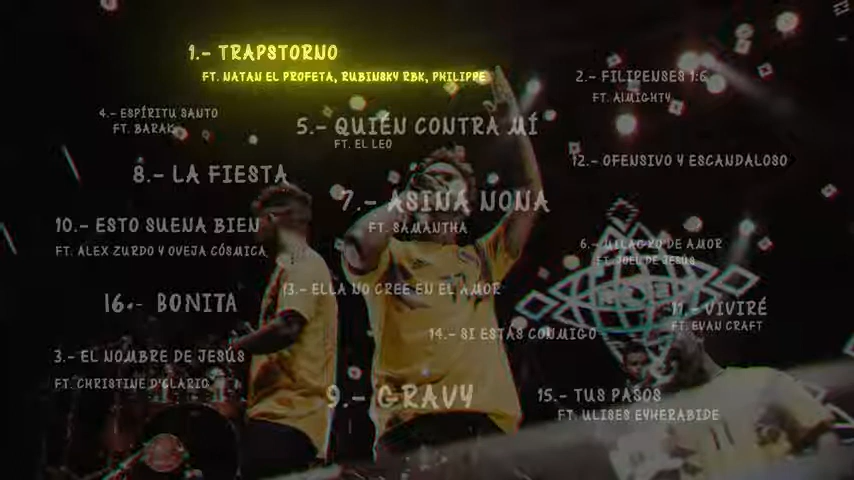 1.- TRAPSTORNO
FT. NATAN EL PROFETA, RUBINSKY RBK, PHILIPPE
2.- FILIPENSES 1:6
FT. ALMIGHTY
4.- ESPÍRITU SANTO
FT. BARAK
5.- QUIÉN CONTRA MÍ
FT. EL LEO
12.- OFENSIVO Y ESCANDALOSO
8.- LA FIESTA
7.- ASINA NONA
FT. SAMANTHA
10.- ESTO SUENA BIEN
FT. ALEX ZURDO Y OVEJA CÓSMICA
6.- MILAGRO DE AMOR
FT. JOEL DE JESÚS
13.- ELLA NO CREE EN EL AMOR
16.- BONITA
11.- VIVIRÉ
FT. EVAN CRAFT
14.- SI ESTÁS CONMIGO
3.- EL NOMBRE DE JESÚS
FT. CHRISTINE D'CLARIO
9.- GRAVY
15.- TUS PASOS
FT. ULISES EYHERABIDE